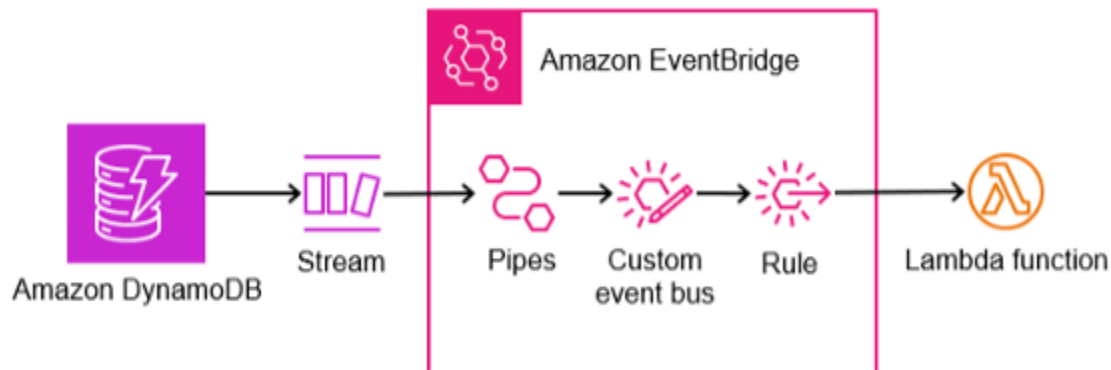 Amazon EventBridge
Amazon DynamoDB
Stream
Pipes
Custom
event bus
Rule
Lambda function